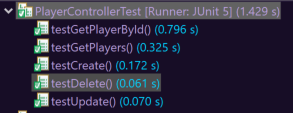 PlayerControllerTest [Runner: JUnit 5] (1.429 s)
testGetPlayerById() (0.796 s)
testGetPlayers() (0.325 s)
testCreate() (0.172 s)
testDelete() (0.061 s)
testUpdate() (0.070 s)